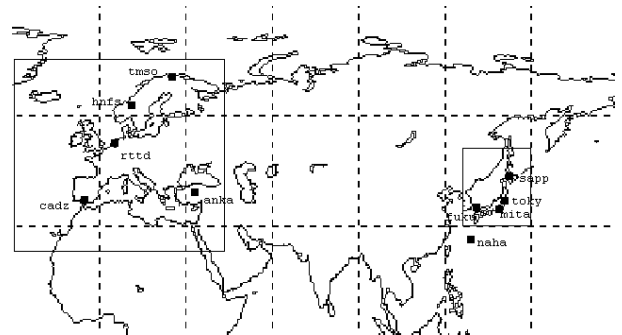 tmso
hnfs
rttd
cadz
anka
sapp
toky
fuku
mita
naha